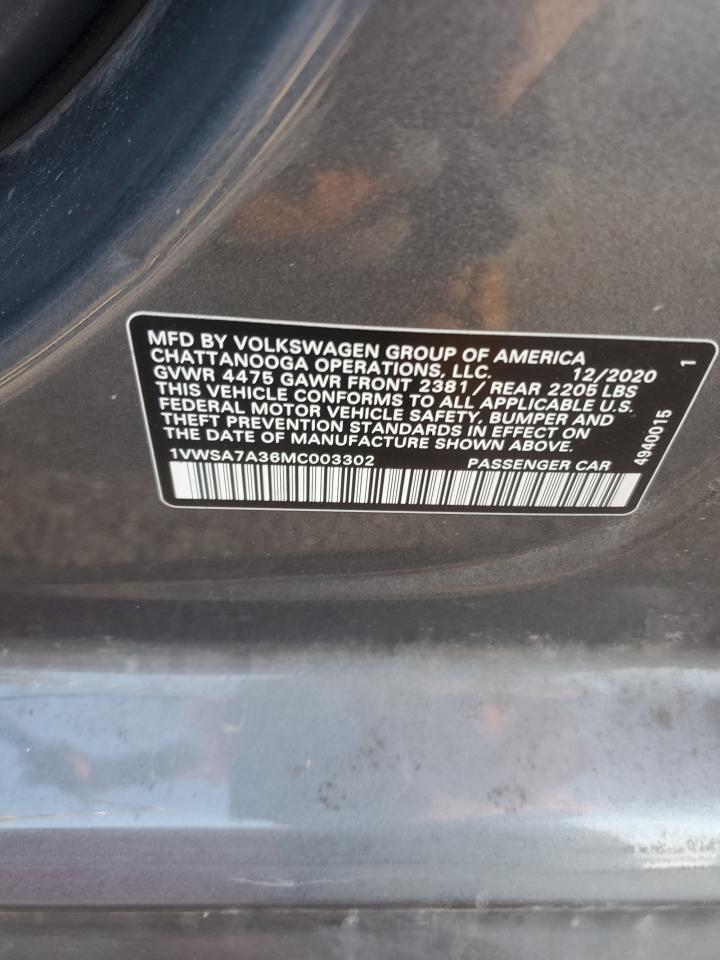 MFD BY VOLKSWAGEN GROUP OF AMERICA
CHATTANOOGA OPERATIONS, LLC. 12/2020
GVWR 4475 GAWR FRONT 2381 / REAR 2205 LBS
THIS VEHICLE CONFORMS TO ALL APPLICABLE U.S.
FEDERAL MOTOR VEHICLE SAFETY, BUMPER AND
THEFT PREVENTION STANDARDS IN EFFECT ON
THE DATE OF MANUFACTURE SHOWN ABOVE.
1VWSA7A36MC003302 PASSENGER CAR
4940015 1